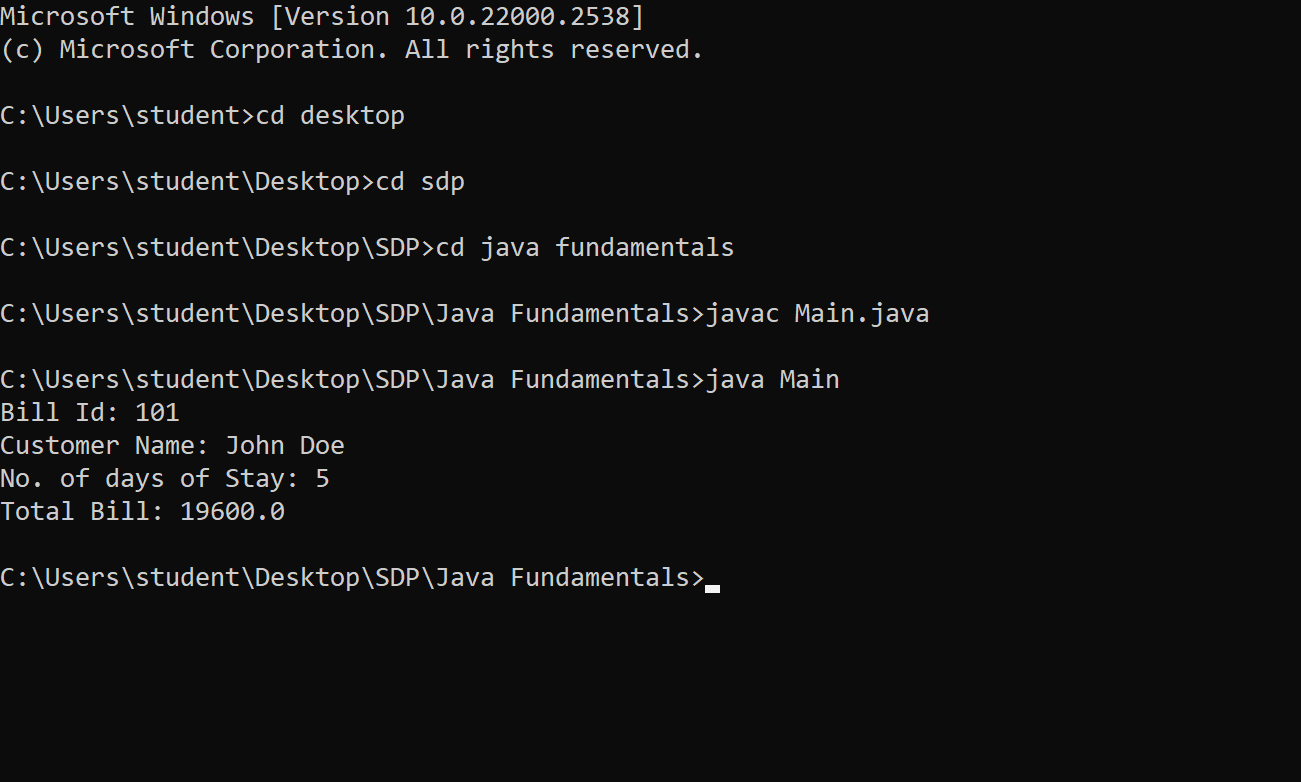 Microsoft Windows [Version 10.0.22000.2538]
(c) Microsoft Corporation. All rights reserved.
C:\Users\student>cd desktop
C:\Users\student\Desktop>cd sdp
C:\Users\student\Desktop\SDP>cd java fundamentals
C:\Users\student\Desktop\SDP\Java Fundamentals>javac Main.java
C:\Users\student\Desktop\SDP\Java Fundamentals>java Main
Bill Id: 101
Customer Name: John Doe
No. of days of Stay: 5
Total Bill: 19600.0
C:\Users\student\Desktop\SDP\Java Fundamentals>